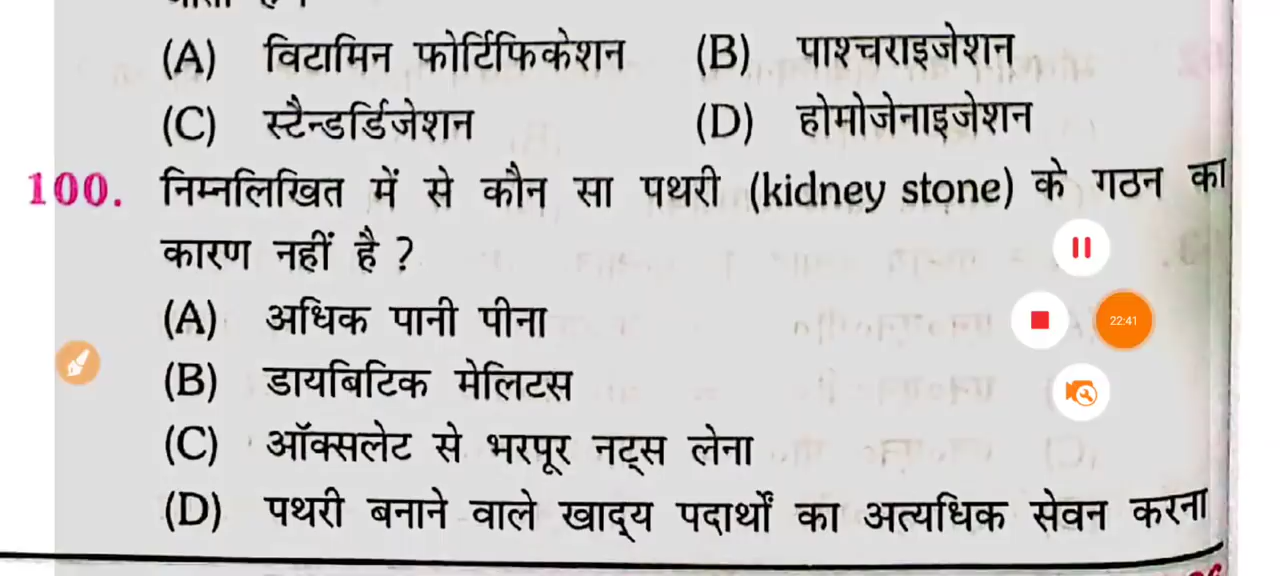 (A) विटामिन फोर्टिफिकेशन (B) पाश्चराइजेशन
(C) स्टैन्डर्डिजेशन (D) होमोजेनाइजेशन
100. निम्नलिखित में से कौन सा पथरी (kidney stone) के गठन का
कारण नहीं है ?
(A) अधिक पानी पीना
22:41
(B) डायबिटिक मेलिटस
(C) ऑक्सलेट से भरपूर नट्स लेना
(D) पथरी बनाने वाले खाद्य पदार्थों का अत्यधिक सेवन करना